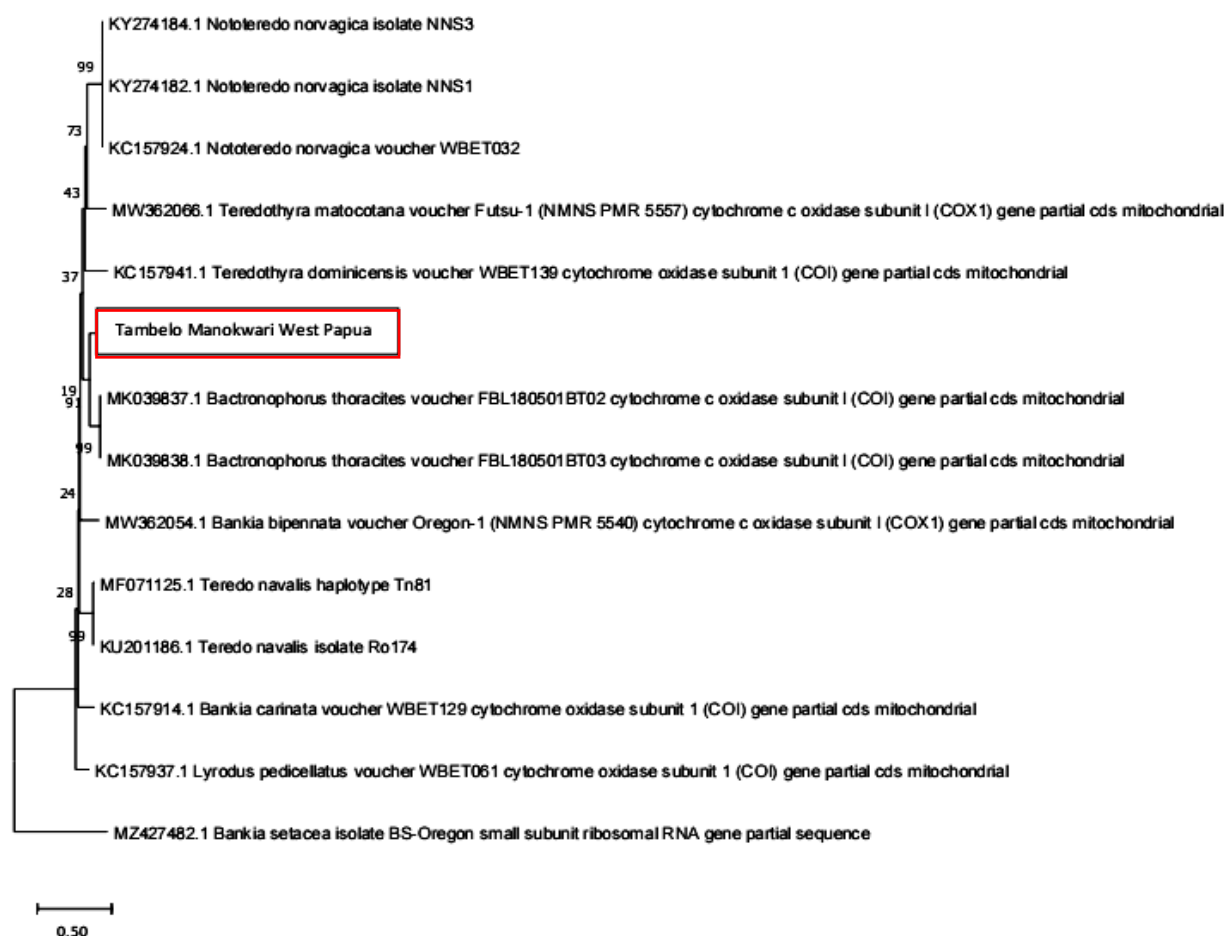 KY274184.1 Nototeredo norvagica isolate NNS3
99
KY274182.1 Nototeredo norvagica isolate NNS1
73
KC157924.1 Nototeredo norvagica voucher WBET032
43
MW362066.1 Teredothyra matocotana voucher Futsu-1 (NMNS PMR 5557) cytochrome c oxidase subunit I (COX1) gene partial cds mitochondrial
37
KC157941.1 Teredothyra dominicensis voucher WBET139 cytochrome oxidase subunit 1 (COI) gene partial cds mitochondrial
Tambelo Manokwari West Papua
19
91
MK039837.1 Bactronophorus thoracites voucher FBL180501BT02 cytochrome c oxidase subunit I (COI) gene partial cds mitochondrial
99
MK039838.1 Bactronophorus thoracites voucher FBL180501BT03 cytochrome c oxidase subunit I (COI) gene partial cds mitochondrial
24
MW362054.1 Bankia bipennata voucher Oregon-1 (NMNS PMR 5540) cytochrome c oxidase subunit I (COX1) gene partial cds mitochondrial
28
MF071125.1 Teredo navalis haplotype Tn81
99
KU201186.1 Teredo navalis isolate Ro174
KC157914.1 Bankia carinata voucher WBET129 cytochrome oxidase subunit 1 (COI) gene partial cds mitochondrial
KC157937.1 Lyrodus pedicellatus voucher WBET061 cytochrome oxidase subunit 1 (COI) gene partial cds mitochondrial
MZ427482.1 Bankia setacea isolate BS-Oregon small subunit ribosomal RNA gene partial sequence
0.50